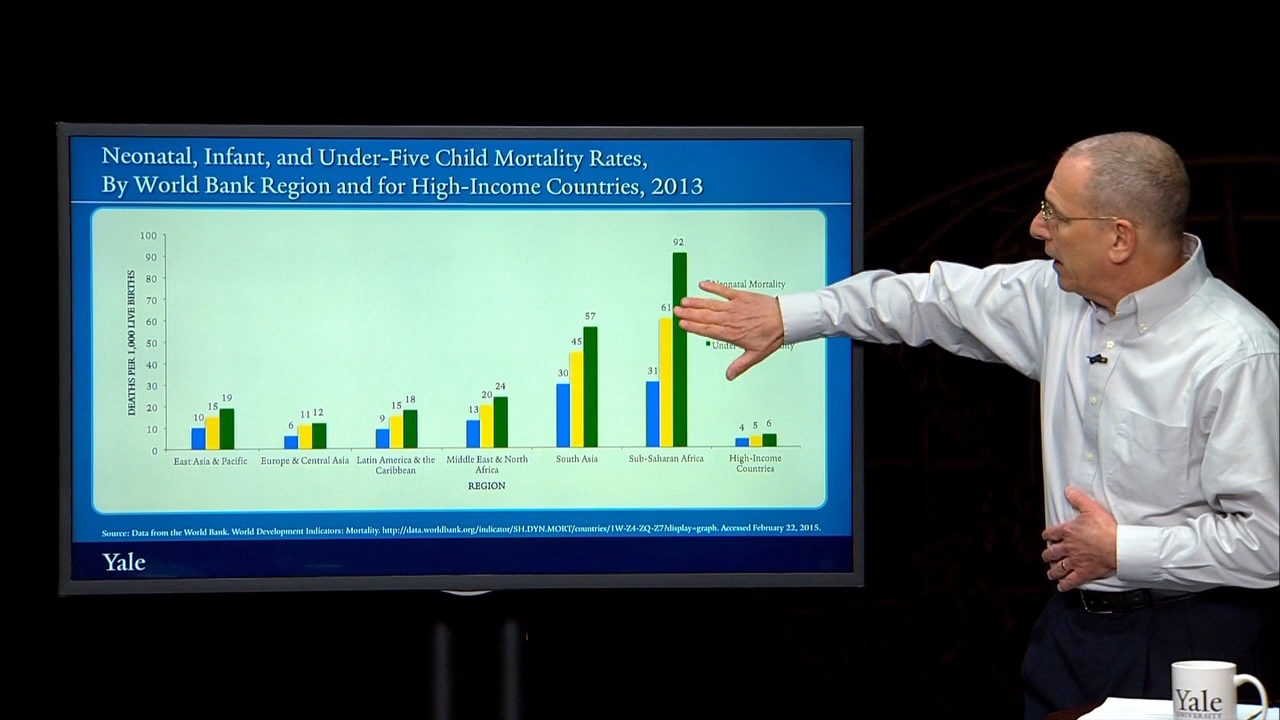 Neonatal, Infant, and Under-Five Child Mortality Rates,
By World Bank Region and for High-Income Countries, 2013
DEATHS PER 1,000 LIVE BIRTHS
100
90
80
70
60
50
40
30
20
10
0
10 15 19
6 11 12
9 15 18
13 20 24
30 45 57
31 61 92
4 5 6
Neonatal Mortality
Under
East Asia & Pacific
Europe & Central Asia
Latin America & the
Caribbean
Middle East & North
Africa
South Asia
Sub-Saharan Africa
High-Income
Countries
REGION
Source: Data from the World Bank. World Development Indicators: Mortality. http://data.worldbank.org/indicator/SH.DYN.MORT/countries/1W-Z4-ZQ-Z7?display=graph. Accessed February 22, 2015.
Yale
Yale
UNIVERSITY